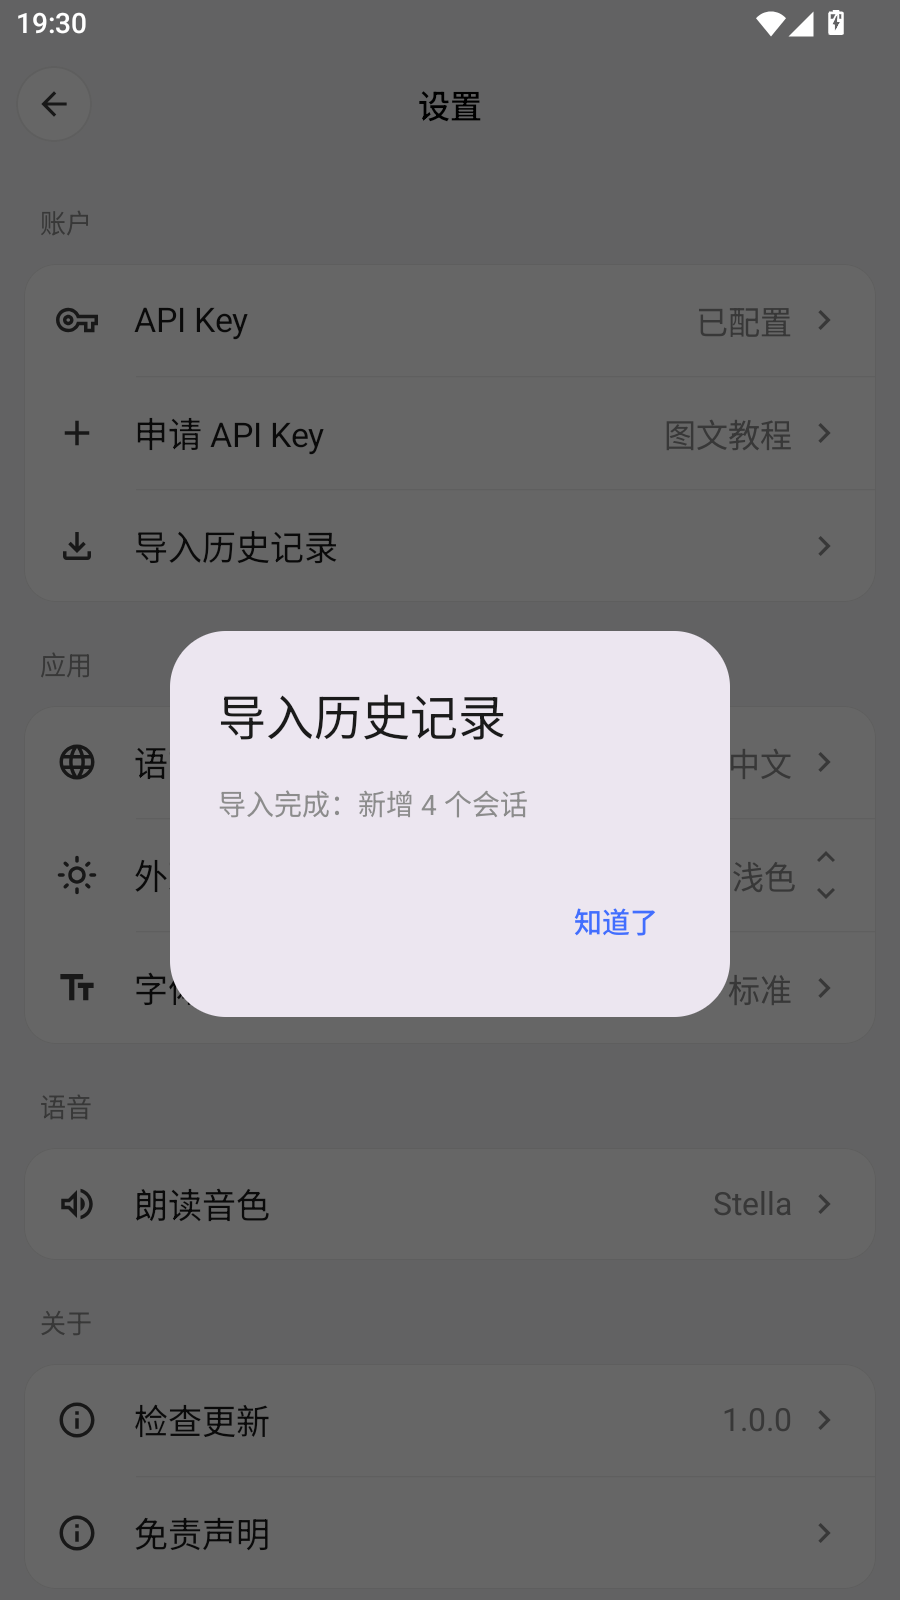 19:30
设置
账户
API Key 已配置
申请 API Key 图文教程
导入历史记录
应用
导入历史记录
导入完成：新增 4 个会话
知道了
语 中文
外 浅色
字 标准
语音
朗读音色 Stella
关于
检查更新 1.0.0
免责声明